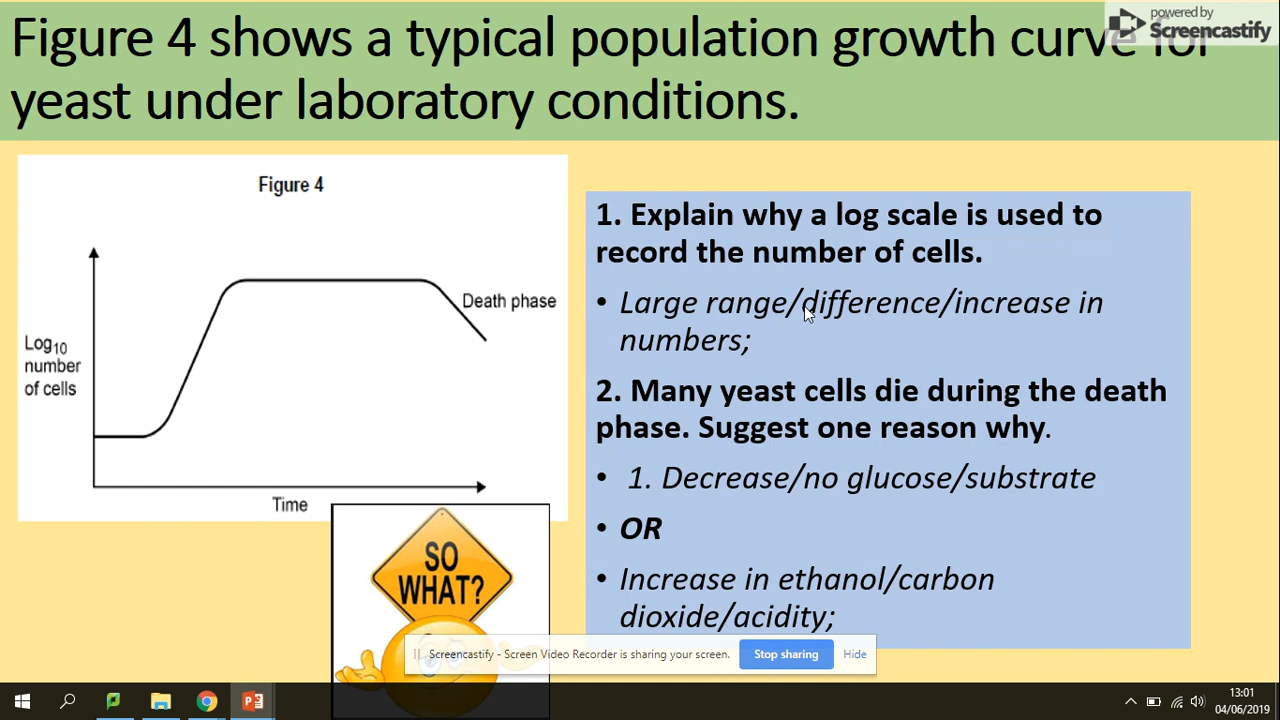 Figure 4 shows a typical population growth curve for
yeast under laboratory conditions.
powered by
Screencastify
Figure 4
Death phase
Log10
number
of cells
Time
1. Explain why a log scale is used to
record the number of cells.
• Large range/difference/increase in
numbers;
2. Many yeast cells die during the death
phase. Suggest one reason why.
• 1. Decrease/no glucose/substrate
• OR
• Increase in ethanol/carbon
dioxide/acidity;
SO
WHAT?
Screencastify - Screen Video Recorder is sharing your screen.
Stop sharing
Hide
13:01
04/06/2019